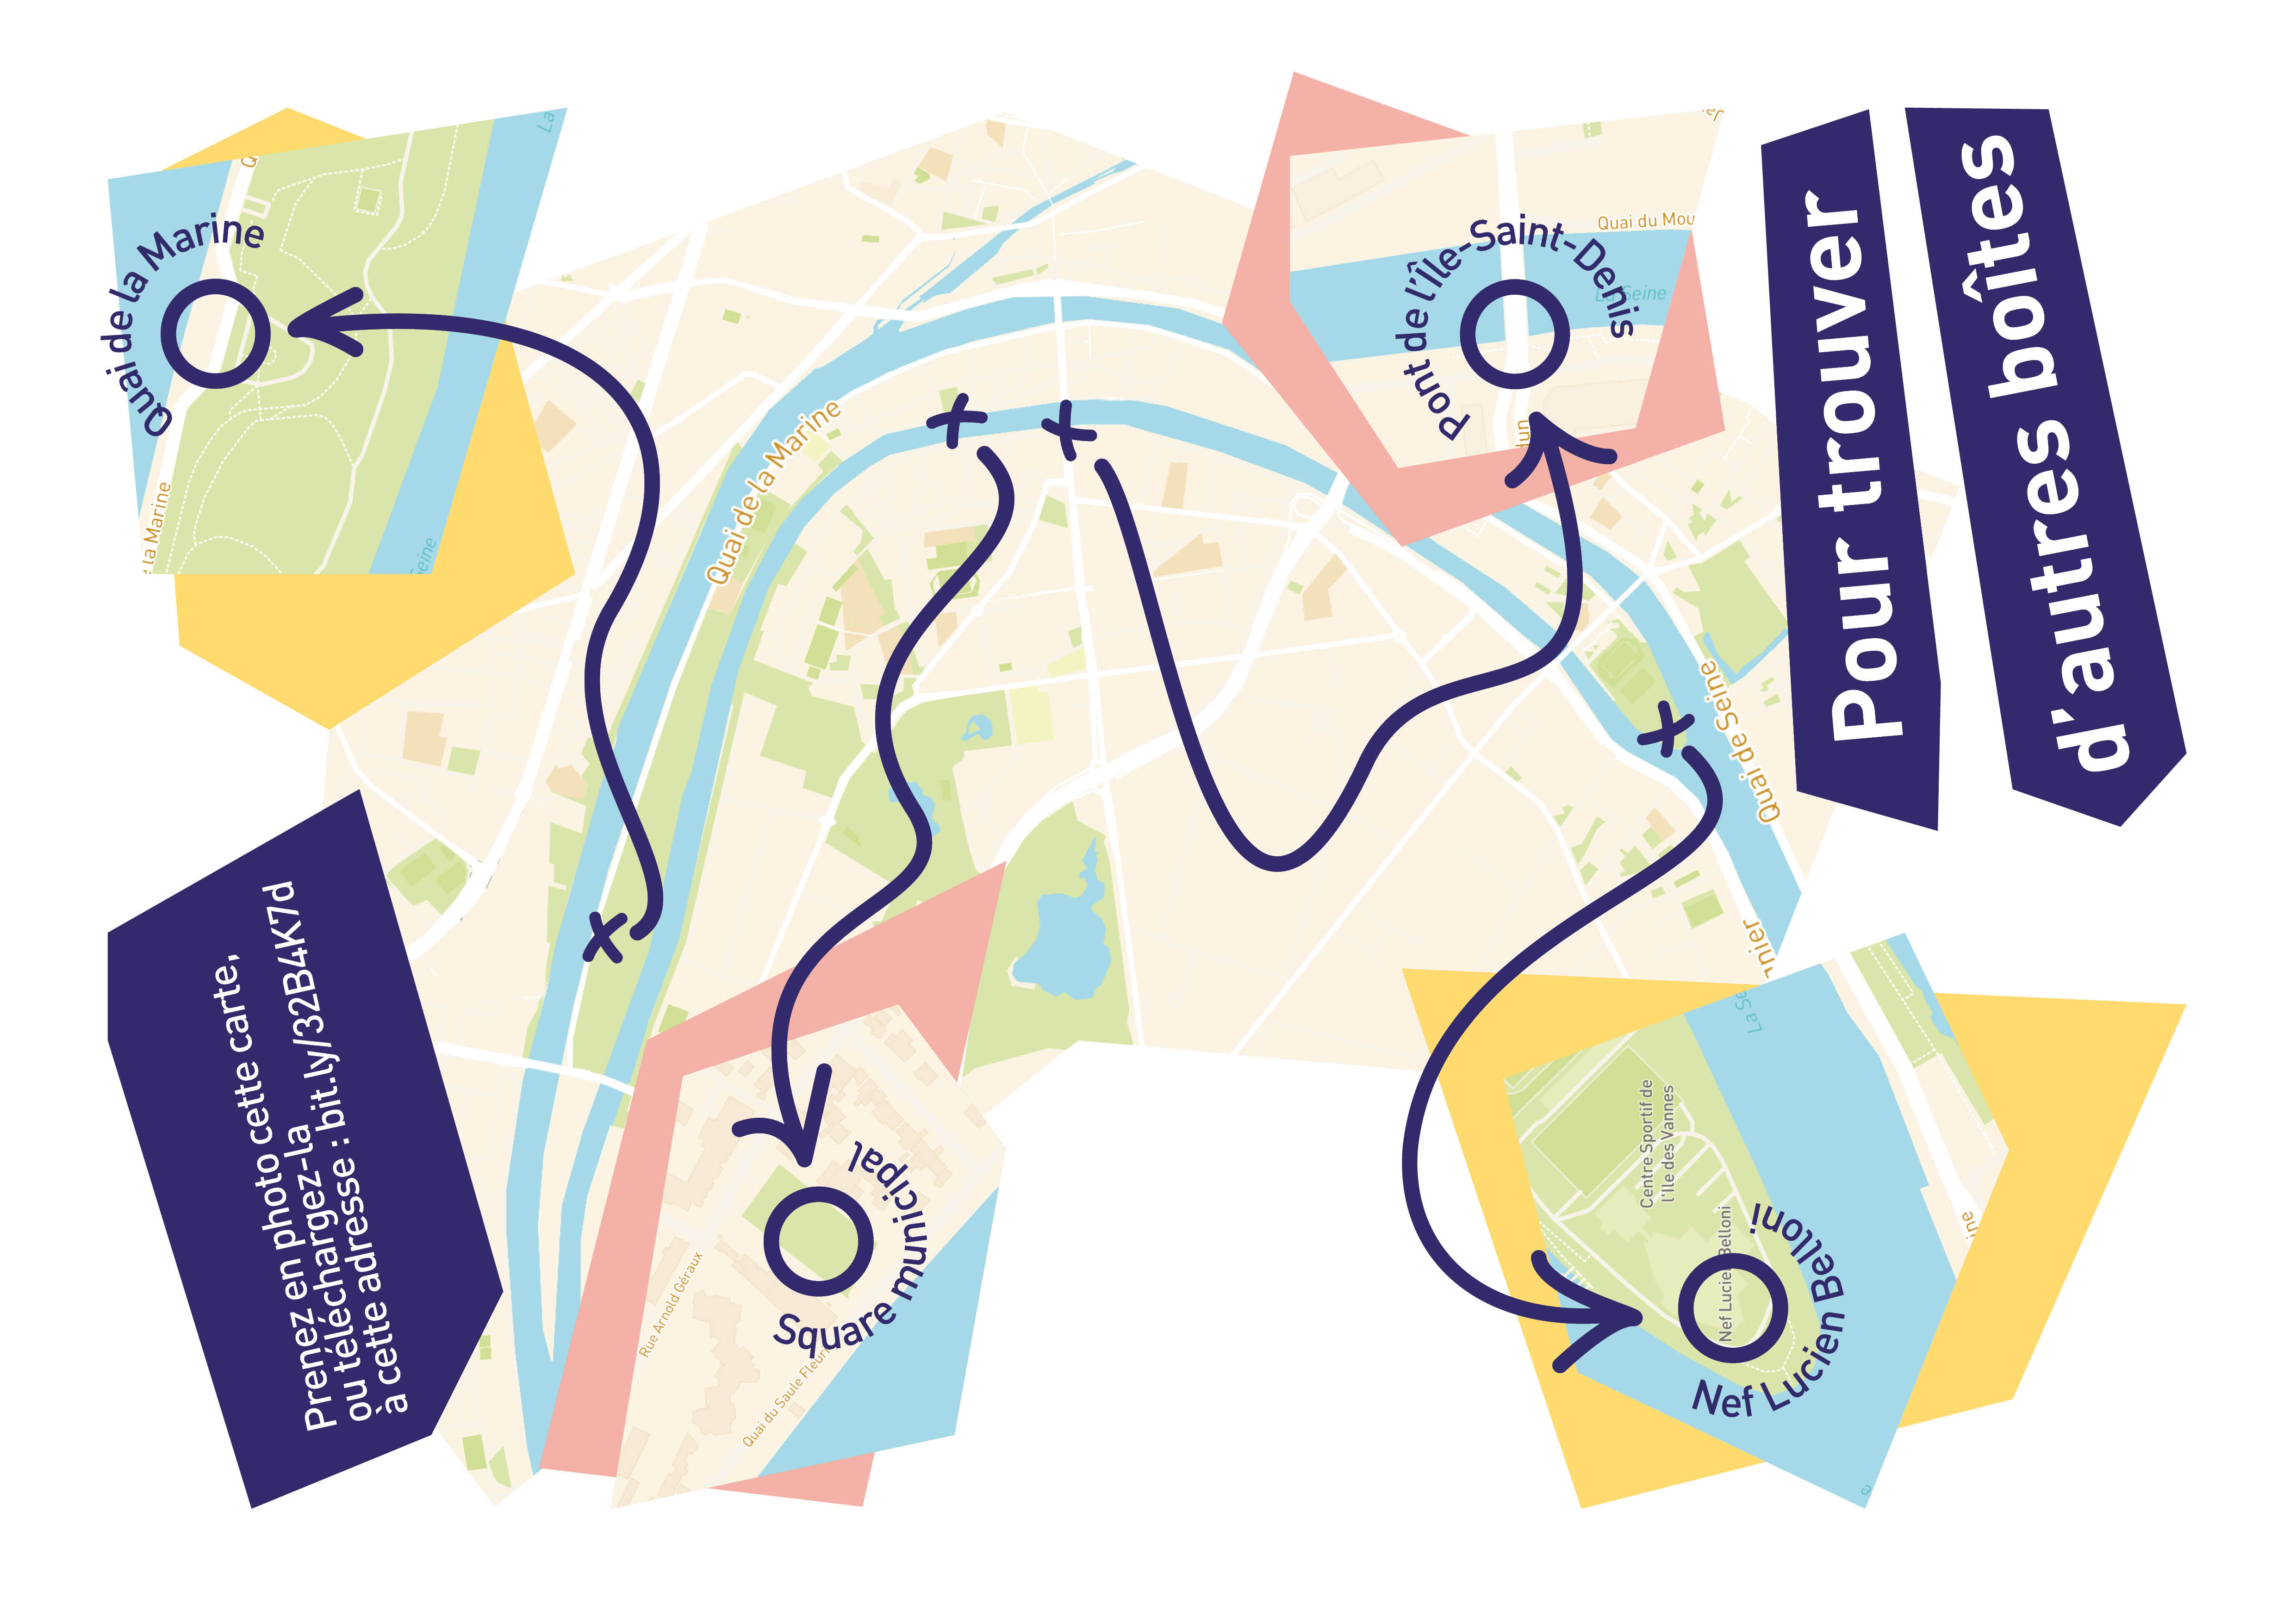 Prenez en photo cette carte,
ou téléchargez-la
à cette adresse : bit.ly/32B4K7d
Quai de la Marine
la Marine
Seine
La
Rue Arnold Géraux
Quai du Saule Fleuri
Square municipal
Quai de la Marine
Pont de l'Île-Saint-Denis
La Seine
Quai du Mou
Centre Sportif de
l'Ile des Vannes
Nef Lucien Belloni
Nef Lucien Belloni
La Se
Quai de Seine
gnier
ine
Pour trouver
d'autres boîtes